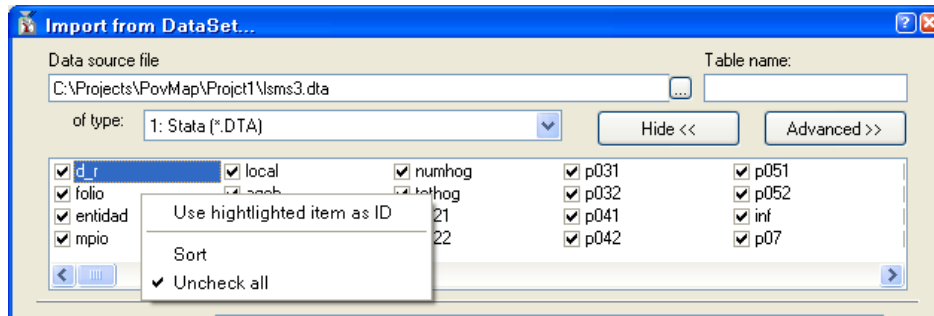 Import from DataSet...
Data source file Table name:
C:\Projects\PovMap\Projct1\lsms3.dta ...
of type: 1: Stata (*.DTA) Hide << Advanced >>
d_r local numhog p031 p051
folio p032 p052
entidad Use hightlighted item as ID 21 p041 inf
mpio 22 p042 p07
Sort
Uncheck all